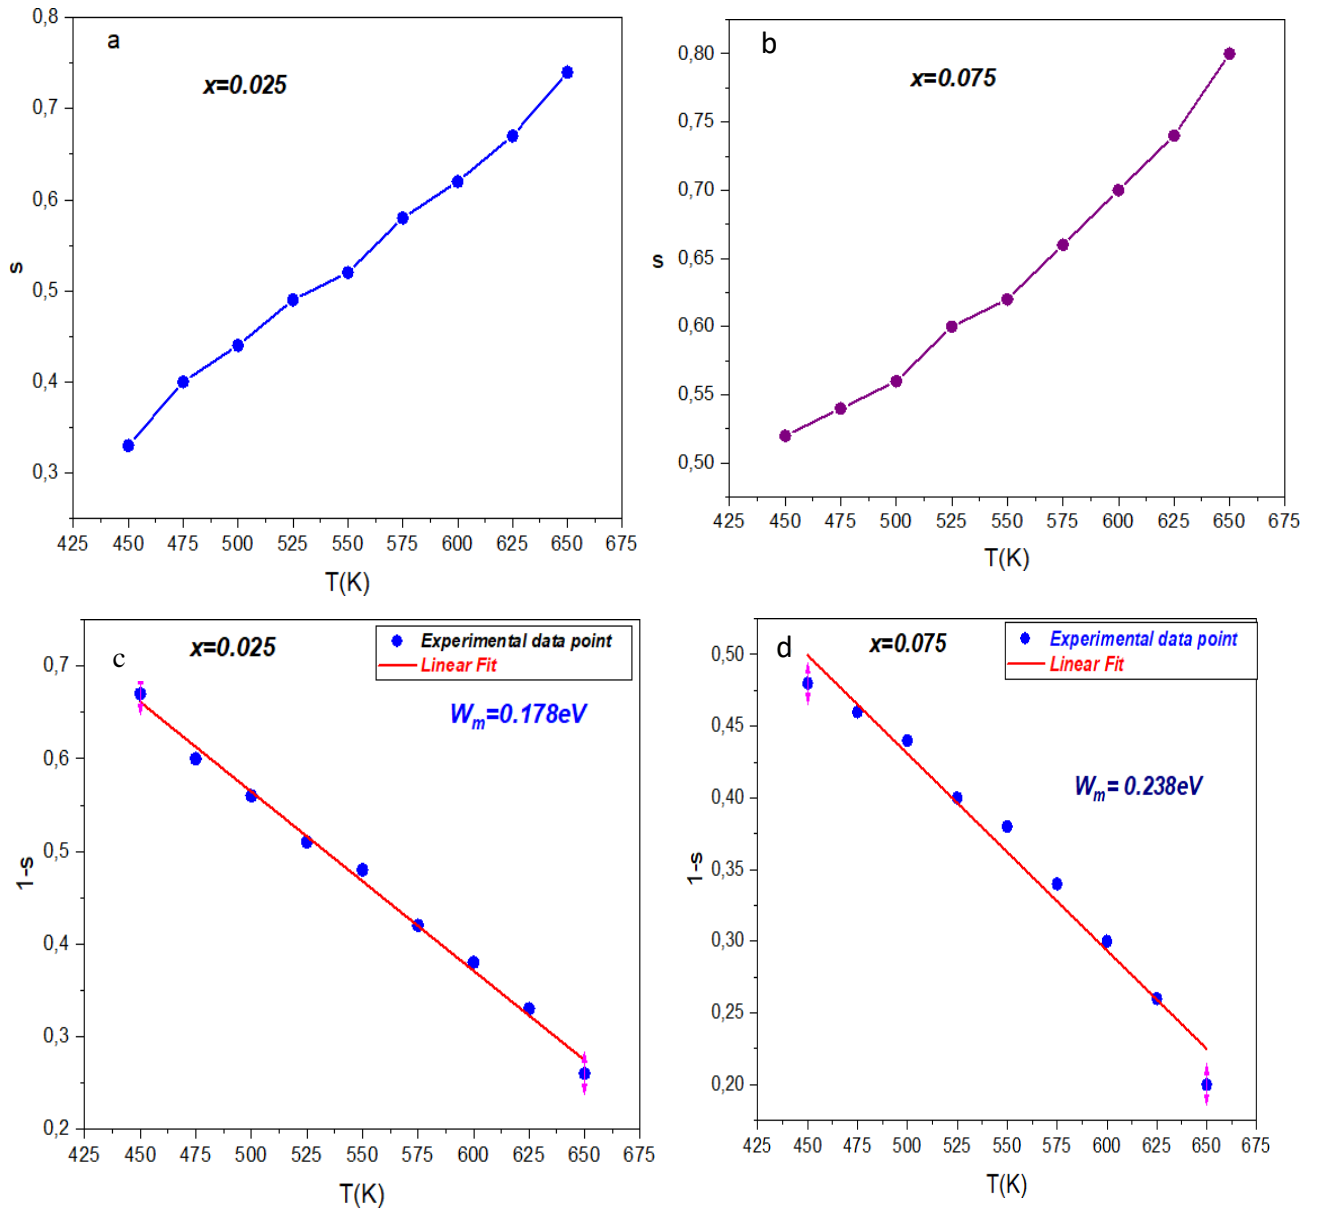 a
x=0.025
0,8
0,7
0,6
0,5
0,4
0,3
s
425 450 475 500 525 550 575 600 625 650 675
T(K)
b
x=0.075
0,80
0,75
0,70
0,65
0,60
0,55
0,50
s
425 450 475 500 525 550 575 600 625 650 675
T(K)
c
x=0.025
Experimental data point
Linear Fit
Wm=0.178eV
0,7
0,6
0,5
0,4
0,3
0,2
1-s
425 450 475 500 525 550 575 600 625 650 675
T(K)
d
x=0.075
Experimental data point
Linear Fit
Wm= 0.238eV
0,50
0,45
0,40
0,35
0,30
0,25
0,20
1-s
425 450 475 500 525 550 575 600 625 650 675
T(K)